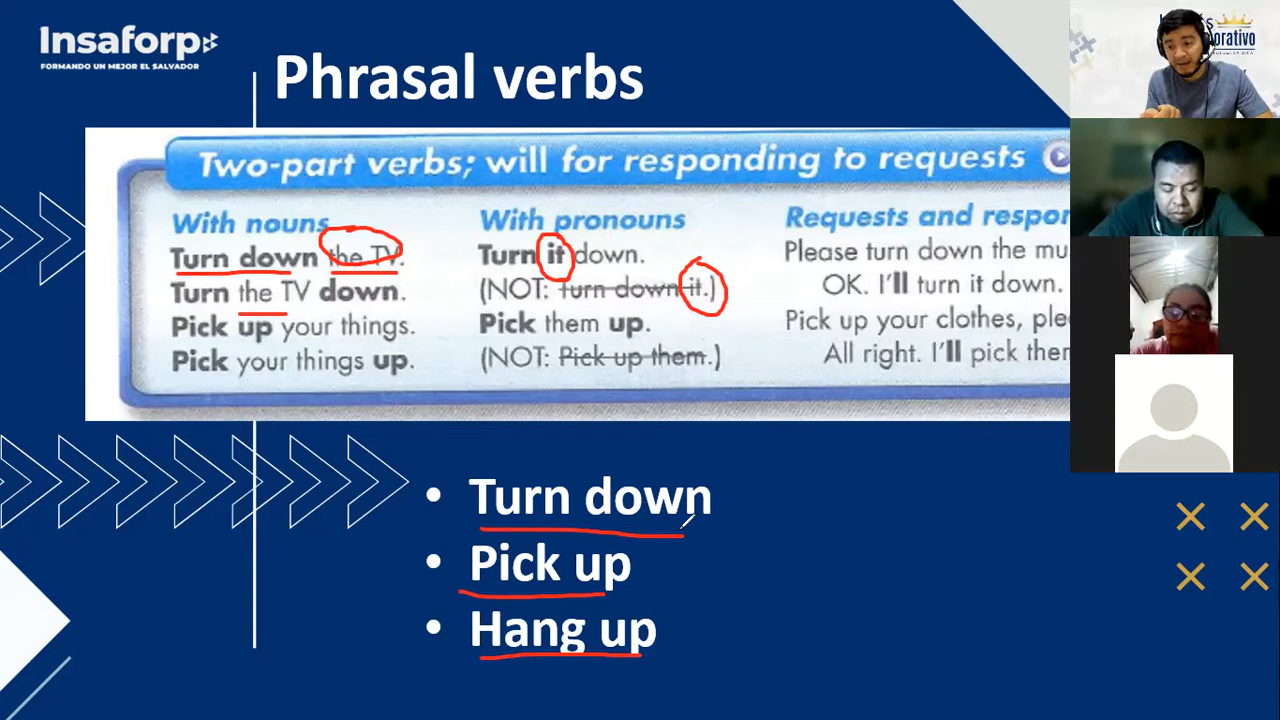 Insaforp
FORMANDO UN MEJOR EL SALVADOR
Phrasal verbs
Two-part verbs; will for responding to requests
With nouns
Turn down the TV.
Turn the TV down.
Pick up your things.
Pick your things up.
With pronouns
Turn it down.
(NOT: Turn down it.)
Pick them up.
(NOT: Pick up them.)
Requests and respon
Please turn down the mu
OK. I'll turn it down.
Pick up your clothes, ple
All right. I'll pick ther
• Turn down
• Pick up
• Hang up